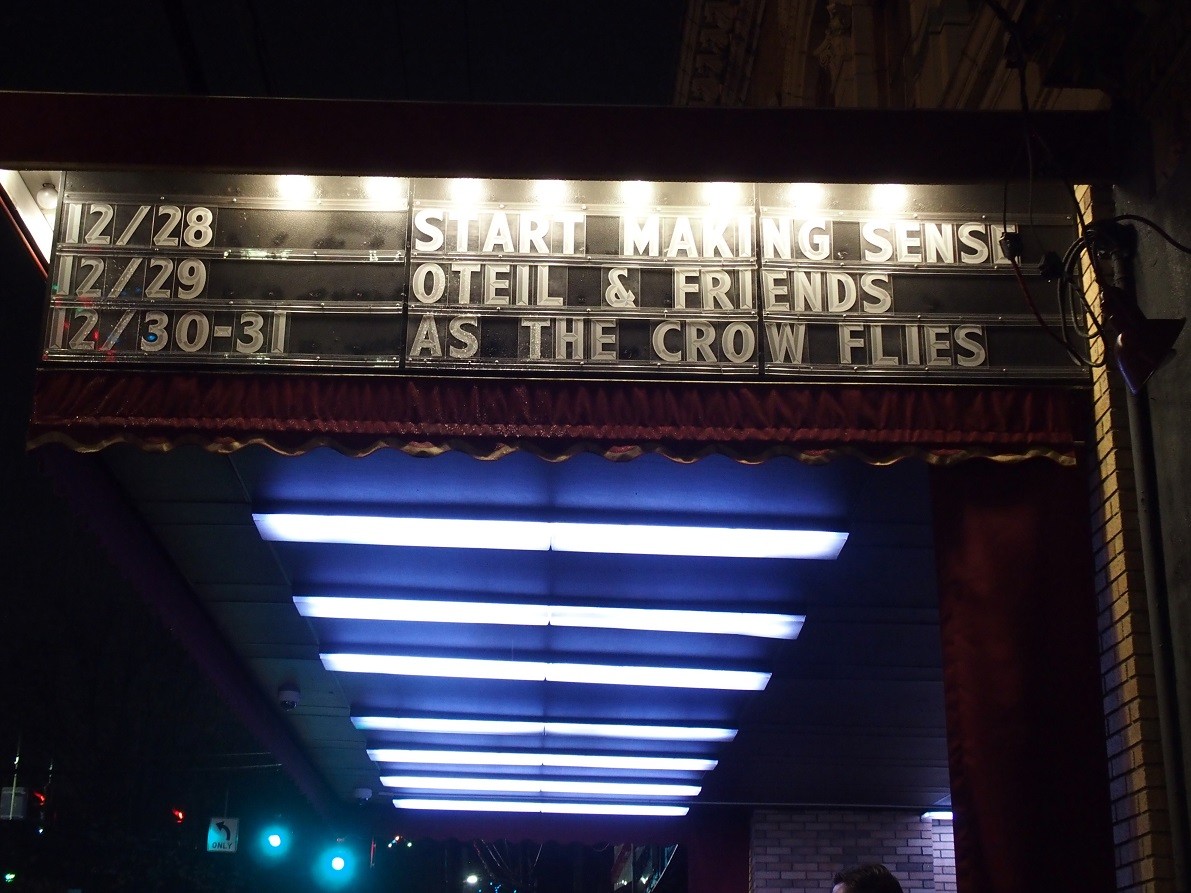 12/28 START MAKING SENSE
12/29 OTEIL & FRIENDS
12/30-31 AS THE CROW FLIES
ONLY